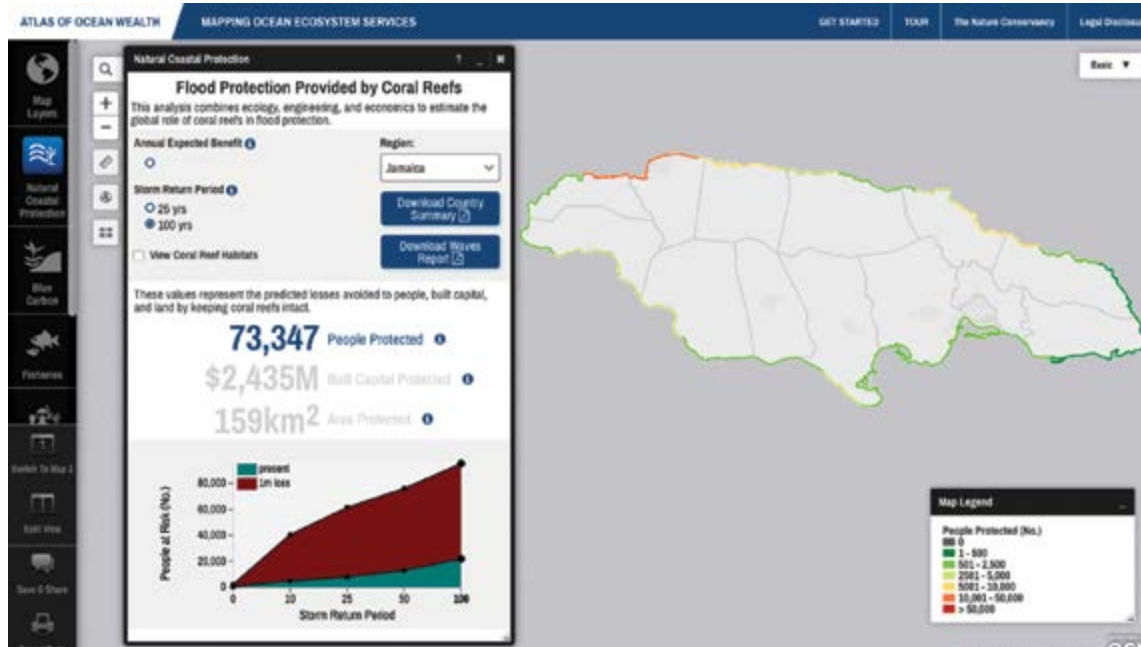 ATLAS OF OCEAN WEALTH
MAPPING OCEAN ECOSYSTEM SERVICES
GET STARTED
TOUR
The Nature Conservancy
Legal Disclosu
Map
Layers
Natural
Coastal
Protection
Blue
Carbon
Fisheries
Switch To Map 2
Split View
Save & Share
Basic
Natural Coastal Protection
Flood Protection Provided by Coral Reefs
This analysis combines ecology, engineering, and economics to estimate the
global role of coral reefs in flood protection.
Annual Expected Benefit
Region:
Jamaica
Storm Return Period
25 yrs
100 yrs
Download Country
Summary
Download Waves
Report
View Coral Reef Habitats
These values represent the predicted losses avoided to people, built capital,
and land by keeping coral reefs intact.
73,347 People Protected
$2,435M Built Capital Protected
159km2 Area Protected
present
1m loss
People at Risk (No.)
80,000
60,000
40,000
20,000
0
0 10 25 50 100
Storm Return Period
Map Legend
People Protected (No.)
0
1 - 500
501 - 2,500
2501 - 5,000
5001 - 10,000
10,001 - 50,000
> 50,000